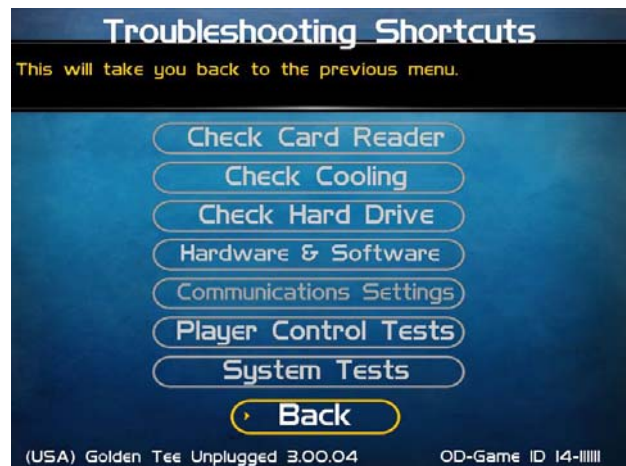 Troubleshooting Shortcuts
This will take you back to the previous menu.
Check Card Reader
Check Cooling
Check Hard Drive
Hardware & Software
Communications Settings
Player Control Tests
System Tests
Back
(USA) Golden Tee Unplugged 3.00.04
OD-Game ID 14-111111